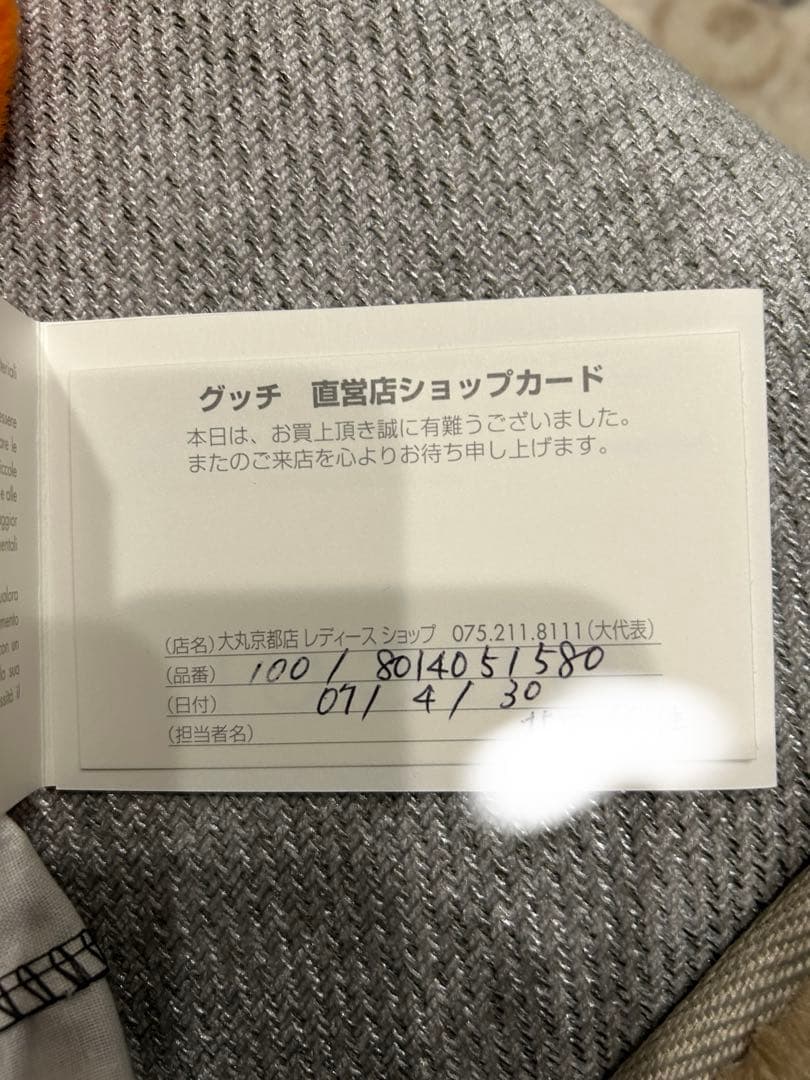 グッチ 直営店ショップカード
本日は、お買上頂き誠に有難うございました。
またのご来店を心よりお待ち申し上げます。
(店名) 大丸京都店 レディース ショップ 075.211.8111(大代表)
(品番) 100 / 8014051580
(日付) 07/ 4 / 30
(担当者名)